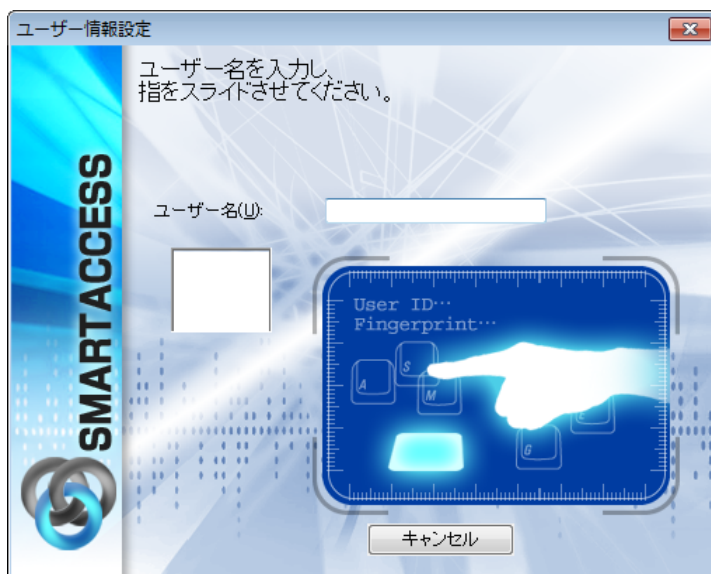 ユーザー情報設定
ユーザー名を入力し、
指をスライドさせてください。
SMARTACCESS
ユーザー名(U):
User ID…
Fingerprint…
S
A
M
L
G
キャンセル